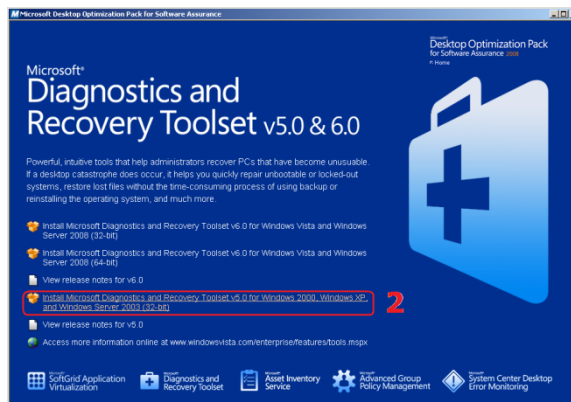 Microsoft Desktop Optimization Pack for Software Assurance
Microsoft
Desktop Optimization Pack
for Software Assurance 2008
Home
Microsoft®
Diagnostics and
Recovery Toolset v5.0 & 6.0
Powerful, intuitive tools that help administrators recover PCs that have become unusable.
If a desktop catastrophe does occur, it helps you quickly repair unbootable or locked-out
systems, restore lost files without the time-consuming process of using backup or
reinstalling the operating system, and much more.
Install Microsoft Diagnostics and Recovery Toolset v6.0 for Windows Vista and Windows
Server 2008 (32-bit)
Install Microsoft Diagnostics and Recovery Toolset v6.0 for Windows Vista and Windows
Server 2008 (64-bit)
View release notes for v6.0
Install Microsoft Diagnostics and Recovery Toolset v5.0 for Windows 2000, Windows XP,
and Windows Server 2003 (32-bit)
2
View release notes for v5.0
Access more information online at www.windowsvista.com/enterprise/features/tools.mspx
Microsoft
SoftGrid Application
Virtualization
Microsoft
Diagnostics and
Recovery Toolset
Microsoft
Asset Inventory
Service
Microsoft
Advanced Group
Policy Management
Microsoft
System Center Desktop
Error Monitoring